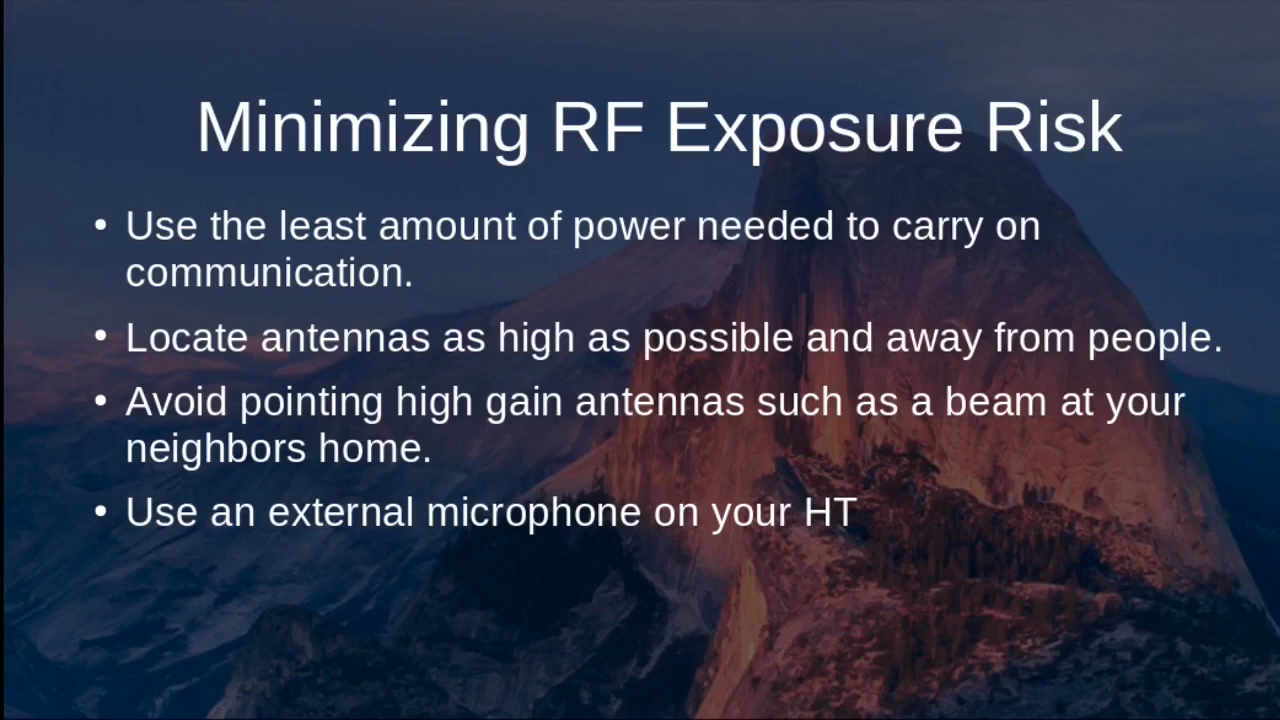 Minimizing RF Exposure Risk
• Use the least amount of power needed to carry on
communication.
• Locate antennas as high as possible and away from people.
• Avoid pointing high gain antennas such as a beam at your
neighbors home.
• Use an external microphone on your HT